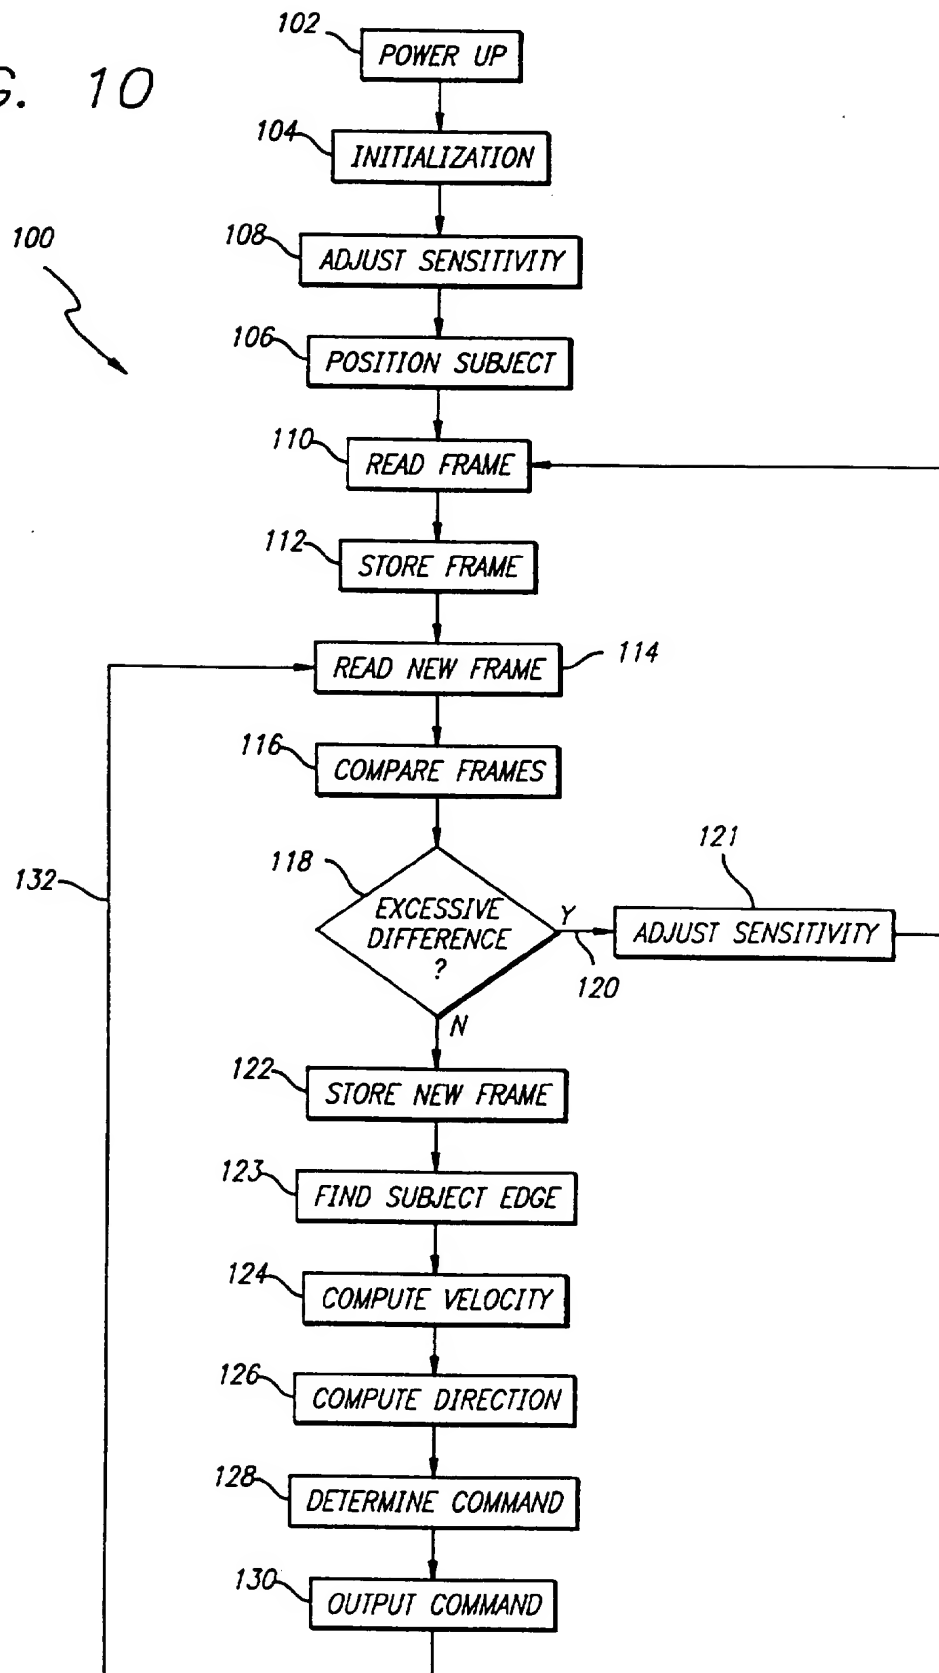 102
POWER UP
G. 10
104
INITIALIZATION
100
108
ADJUST SENSITIVITY
106
POSITION SUBJECT
110
READ FRAME
112
STORE FRAME
READ NEW FRAME
114
116
COMPARE FRAMES
118
EXCESSIVE
DIFFERENCE
?
Y
120
121
ADJUST SENSITIVITY
132
N
122
STORE NEW FRAME
123
FIND SUBJECT EDGE
124
COMPUTE VELOCITY
126
COMPUTE DIRECTION
128
DETERMINE COMMAND
130
OUTPUT COMMAND